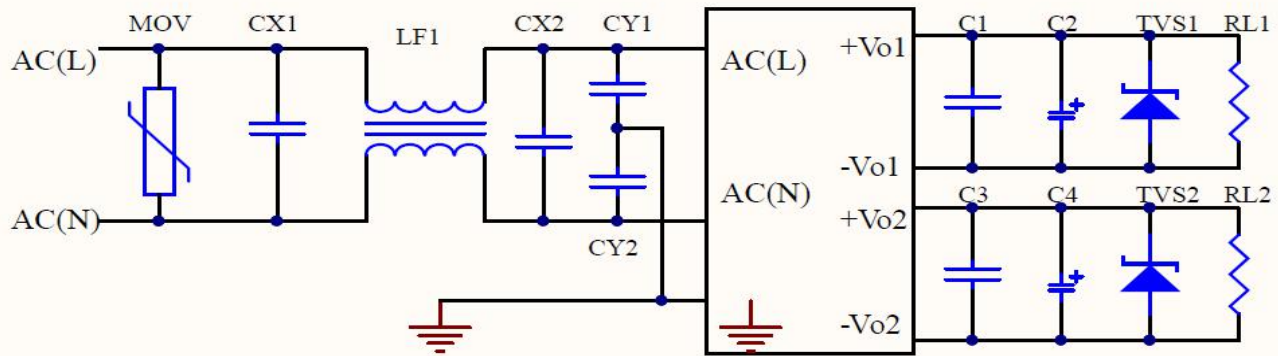 MOV CX1 LF1 CX2 CY1 C1 C2 TVS1 RL1
AC(L) AC(L) +Vo1
-Vo1
AC(N) AC(N) C3 C4 TVS2 RL2
+Vo2
CY2
-Vo2